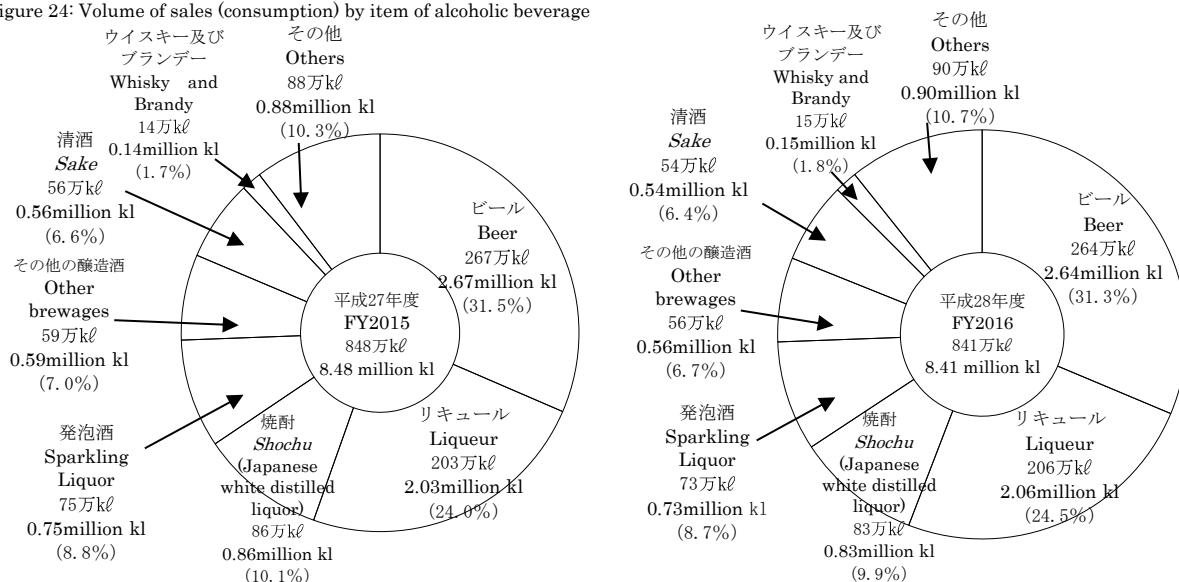 igure 24: Volume of sales (consumption) by item of alcoholic beverage
ウイスキー及び
ブランデー
Whisky and
Brandy
14万kℓ
0.14million kl
(1.7%)
その他
Others
88万kℓ
0.88million kl
(10.3%)
清酒
Sake
56万kℓ
0.56million kl
(6.6%)
その他の醸造酒
Other
brewages
59万kℓ
0.59million kl
(7.0%)
発泡酒
Sparkling
Liquor
75万kℓ
0.75million kl
(8.8%)
焼酎
Shochu
(Japanese
white distilled
liquor)
86万kℓ
0.86million kl
(10.1%)
リキュール
Liqueur
203万kℓ
2.03million kl
(24.0%)
ビール
Beer
267万kℓ
2.67million kl
(31.5%)
平成27年度
FY2015
848万kℓ
8.48 million kl
ウイスキー及び
ブランデー
Whisky and
Brandy
15万kℓ
0.15million kl
(1.8%)
その他
Others
90万kℓ
0.90million kl
(10.7%)
清酒
Sake
54万kℓ
0.54million kl
(6.4%)
その他の醸造酒
Other
brewages
56万kℓ
0.56million kl
(6.7%)
発泡酒
Sparkling
Liquor
73万kℓ
0.73million kl
(8.7%)
焼酎
Shochu
(Japanese
white distilled
liquor)
83万kℓ
0.83million kl
(9.9%)
リキュール
Liqueur
206万kℓ
2.06million kl
(24.5%)
ビール
Beer
264万kℓ
2.64million kl
(31.3%)
平成28年度
FY2016
841万kℓ
8.41 million kl